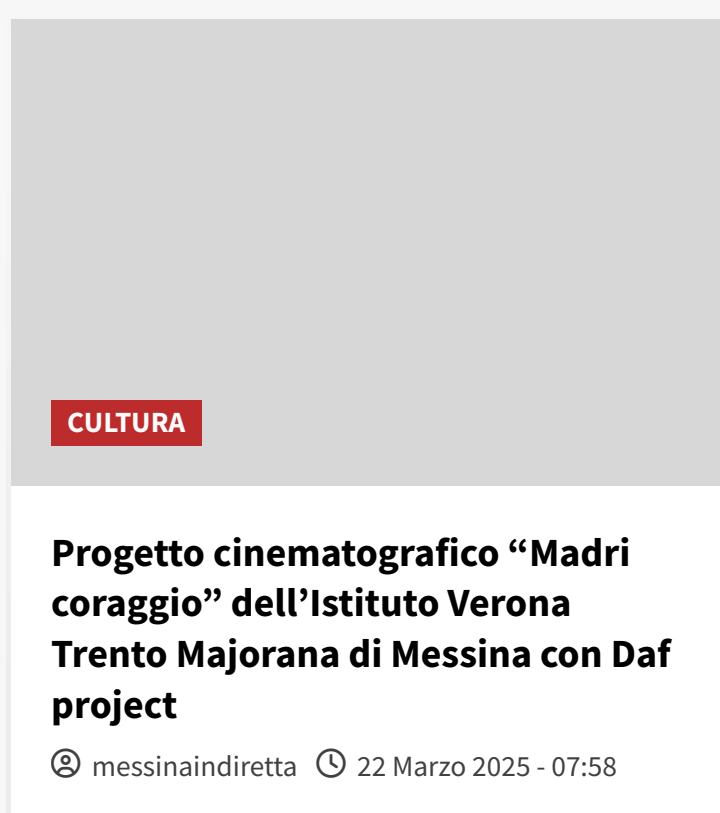 CULTURA
Progetto cinematografico “Madri
coraggio” dell’Istituto Verona
Trento Majorana di Messina con Daf
project
messinaindiretta 22 Marzo 2025 - 07:58